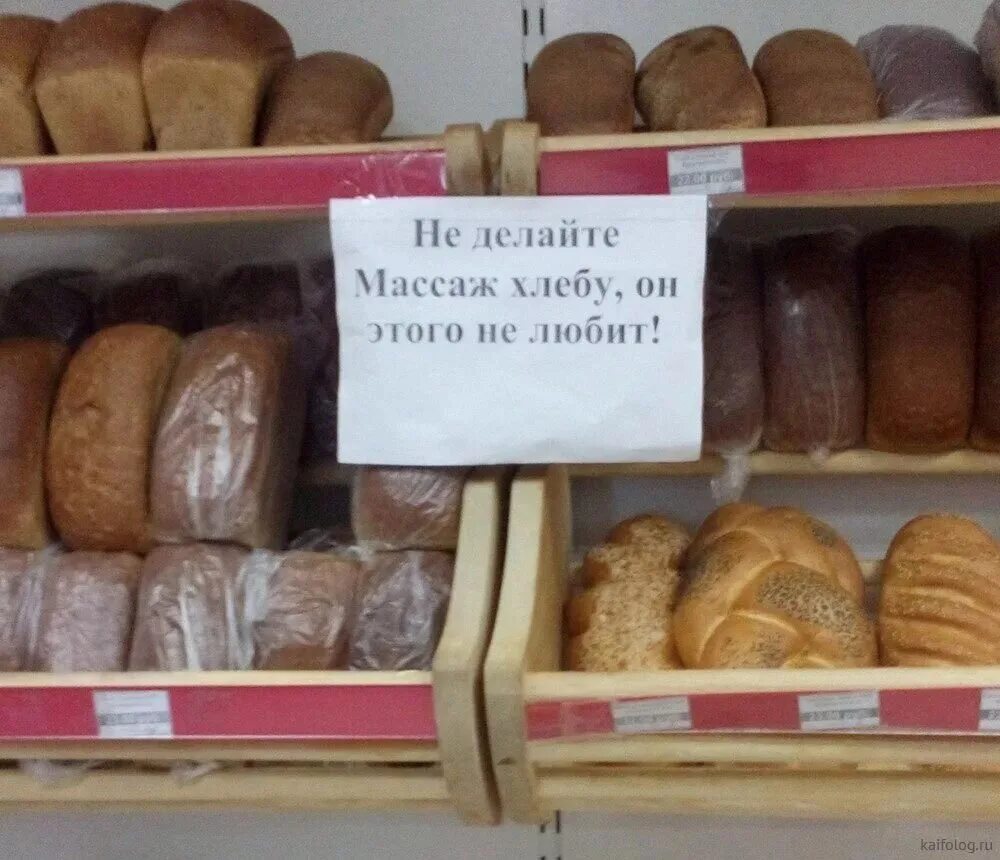 Не делайте
Массаж хлебу, он
этого не любит!
kaifolog.ru